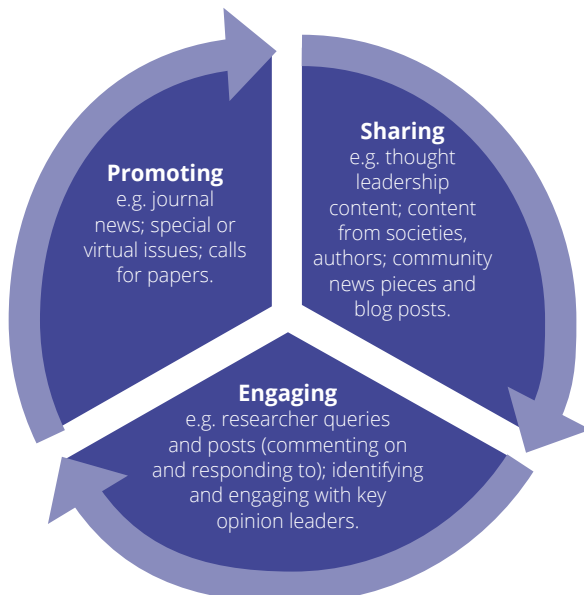 Promoting
e.g. journal
news; special or
virtual issues; calls
for papers.
Sharing
e.g. thought
leadership
content; content
from societies,
authors; community
news pieces and
blog posts.
Engaging
e.g. researcher queries
and posts (commenting on
and responding to); identifying
and engaging with key
opinion leaders.